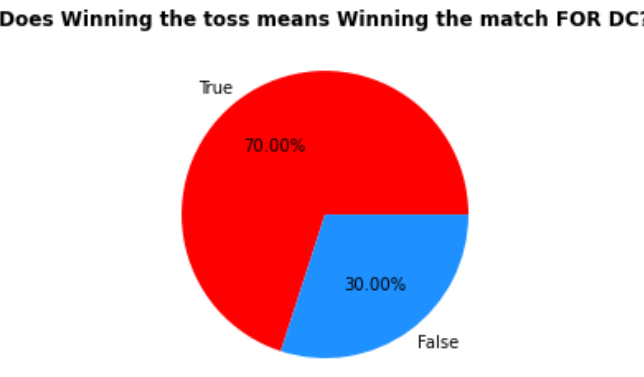 Does Winning the toss means Winning the match FOR DC?
True
70.00%
30.00%
False